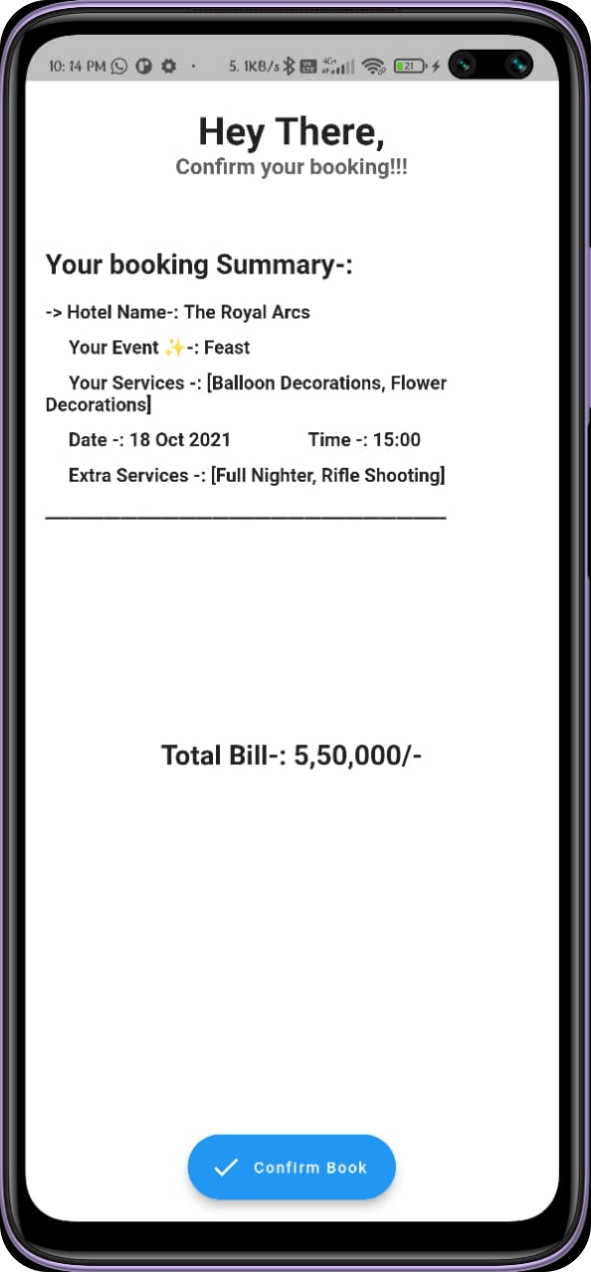 10:14 PM 5.1KB/s 4G+ 21
Hey There,
Confirm your booking!!!
Your booking Summary-:
-> Hotel Name-: The Royal Arcs
Your Event ✨-: Feast
Your Services -: [Balloon Decorations, Flower
Decorations]
Date -: 18 Oct 2021 Time -: 15:00
Extra Services -: [Full Nighter, Rifle Shooting]
Total Bill-: 5,50,000/-
Confirm Book